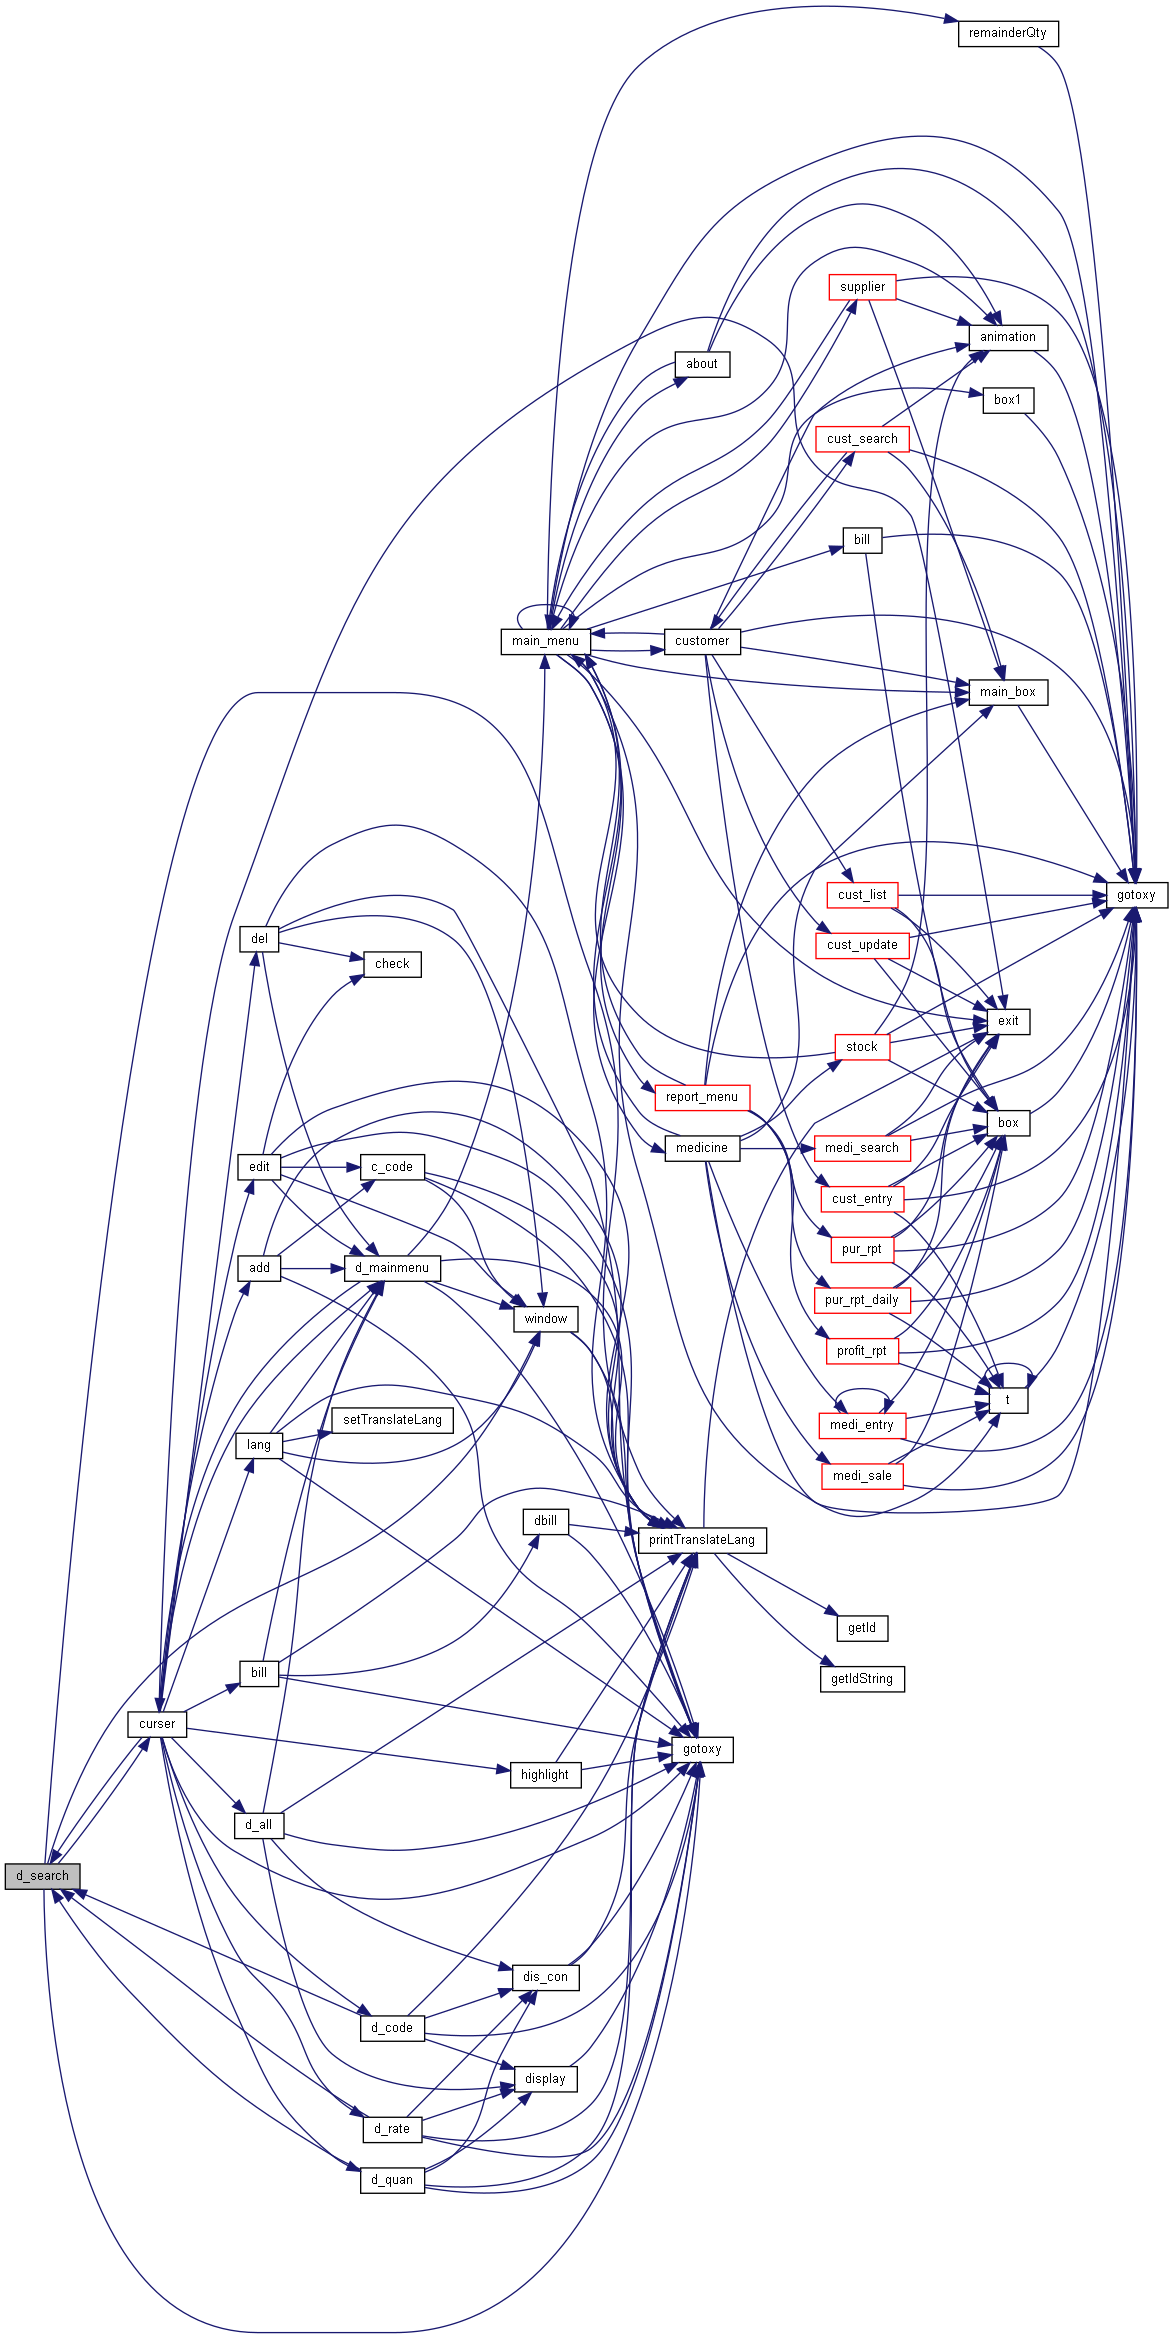 remainderQty
supplier
animation
about
box1
cust_search
bill
main_menu
customer
main_box
cust_list
gotoxy
del
cust_update
check
exit
stock
report_menu
box
medicine
medi_search
edit
c_code
cust_entry
pur_rpt
add
d_mainmenu
pur_rpt_daily
window
profit_rpt
t
setTranslateLang
medi_entry
lang
medi_sale
dbill
printTranslateLang
getId
bill
getIdString
curser
gotoxy
highlight
d_all
d_search
dis_con
d_code
display
d_rate
d_quan